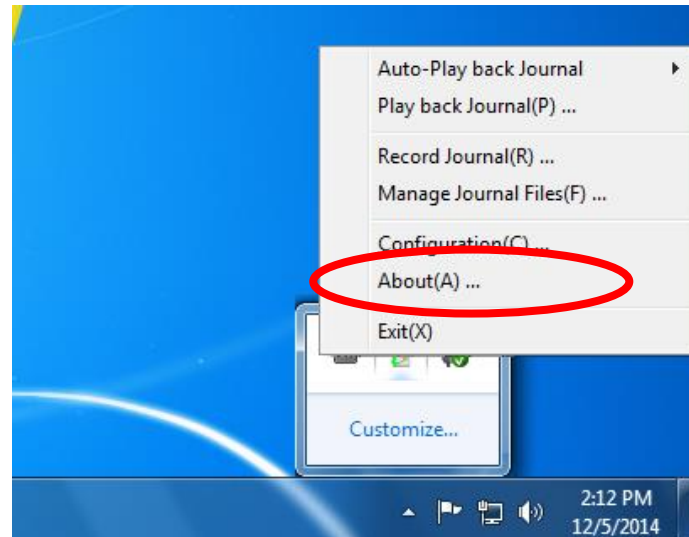 Auto-Play back Journal
Play back Journal(P) ...
Record Journal(R) ...
Manage Journal Files(F) ...
Configuration(C) ...
About(A) ...
Exit(X)
Customize...
2:12 PM
12/5/2014